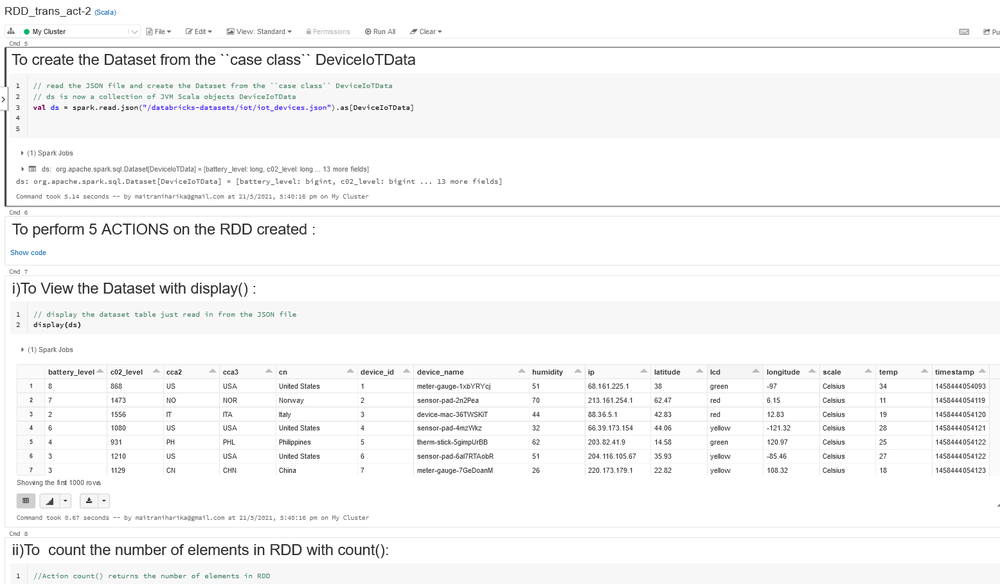 RDD_trans_act-2 (Scala)
My Cluster File Edit View: Standard Permissions Run All Clear Pu
Cmd 5
To create the Dataset from the ``case class`` DeviceIoTData
1 // read the JSON file and create the Dataset from the ``case class`` DeviceIoTData
2 // ds is now a collection of JVM Scala objects DeviceIoTData
3 val ds = spark.read.json("/databricks-datasets/iot/iot_devices.json").as[DeviceIoTData]
4
5
(1) Spark Jobs
ds: org.apache.spark.sql.Dataset[DeviceIoTData] = [battery_level: long, c02_level: long ... 13 more fields]
ds: org.apache.spark.sql.Dataset[DeviceIoTData] = [battery_level: bigint, c02_level: bigint ... 13 more fields]
Command took 5.14 seconds -- by maitraniharika@gmail.com at 21/5/2021, 5:40:16 pm on My Cluster
Cmd 6
To perform 5 ACTIONS on the RDD created :
Show code
Cmd 7
i)To View the Dataset with display() :
1 // display the dataset table just read in from the JSON file
2 display(ds)
(1) Spark Jobs
battery_level c02_level cca2 cca3 cn device_id device_name humidity ip latitude lcd longitude scale temp timestamp
1 8 868 US USA United States 1 meter-gauge-1xbYRYcj 51 68.161.225.1 38 green -97 Celsius 34 1458444054093
2 7 1473 NO NOR Norway 2 sensor-pad-2n2Pea 70 213.161.254.1 62.47 red 6.15 Celsius 11 1458444054119
3 2 1556 IT ITA Italy 3 device-mac-36TWSKiT 44 88.36.5.1 42.83 red 12.83 Celsius 19 1458444054120
4 6 1080 US USA United States 4 sensor-pad-4mzWkz 32 66.39.173.154 44.06 yellow -121.32 Celsius 28 1458444054121
5 4 931 PH PHL Philippines 5 therm-stick-5gimpUrBB 62 203.82.41.9 14.58 green 120.97 Celsius 25 1458444054122
6 3 1210 US USA United States 6 sensor-pad-6al7RTAobR 51 204.116.105.67 35.93 yellow -85.46 Celsius 27 1458444054122
7 3 1129 CN CHN China 7 meter-gauge-7GeDoanM 26 220.173.179.1 22.82 yellow 108.32 Celsius 18 1458444054123
Showing the first 1000 rows.
Command took 0.67 seconds -- by maitraniharika@gmail.com at 21/5/2021, 5:40:16 pm on My Cluster
Cmd 8
ii)To count the number of elements in RDD with count():
1 //Action count() returns the number of elements in RDD